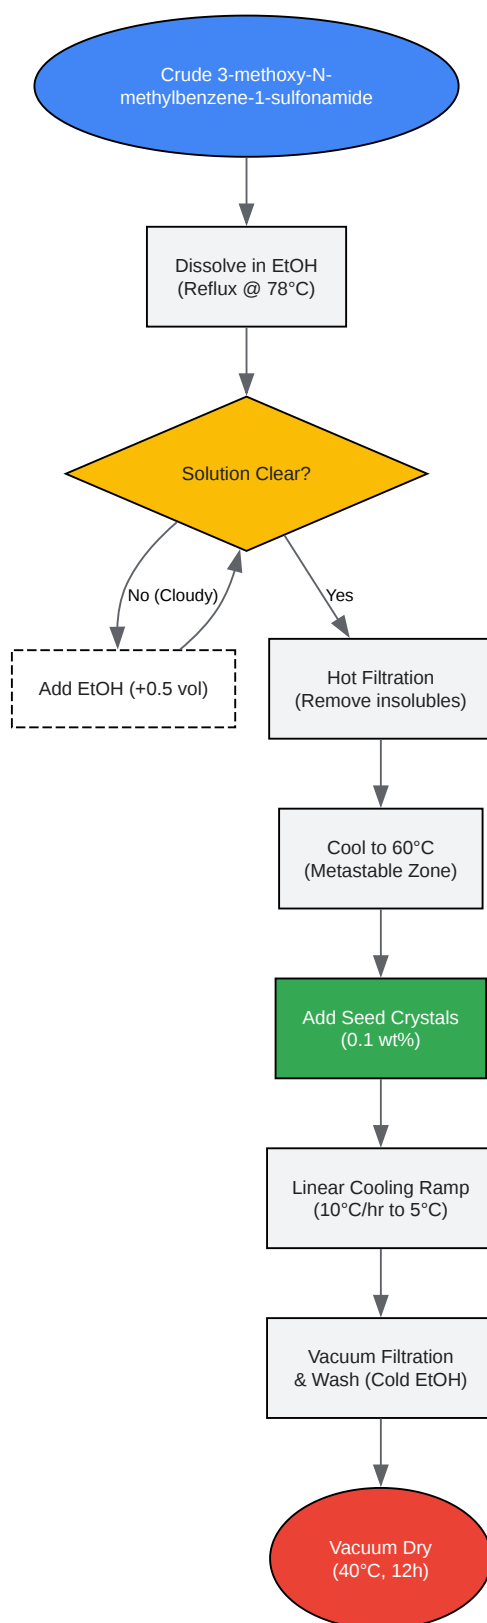 Crude 3-methoxy-N-
methylbenzene-1-sulfonamide
Dissolve in EtOH
(Reflux @ 78°C)
Solution Clear?
No (Cloudy)
Yes
Add EtOH (+0.5 vol)
Hot Filtration
(Remove insolubles)
Cool to 60°C
(Metastable Zone)
Add Seed Crystals
(0.1 wt%)
Linear Cooling Ramp
(10°C/hr to 5°C)
Vacuum Filtration
& Wash (Cold EtOH)
Vacuum Dry
(40°C, 12h)